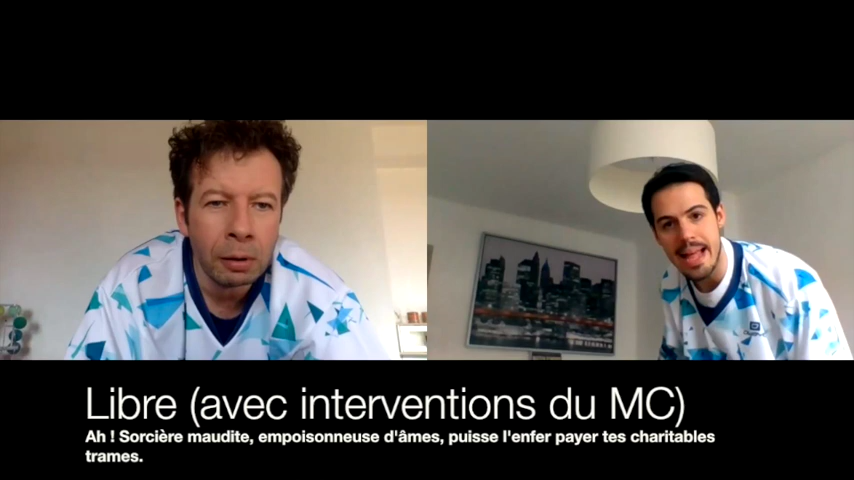 Libre (avec interventions du MC)
Ah ! Sorcière maudite, empoisonneuse d'âmes, puisse l'enfer payer tes charitables
trames.